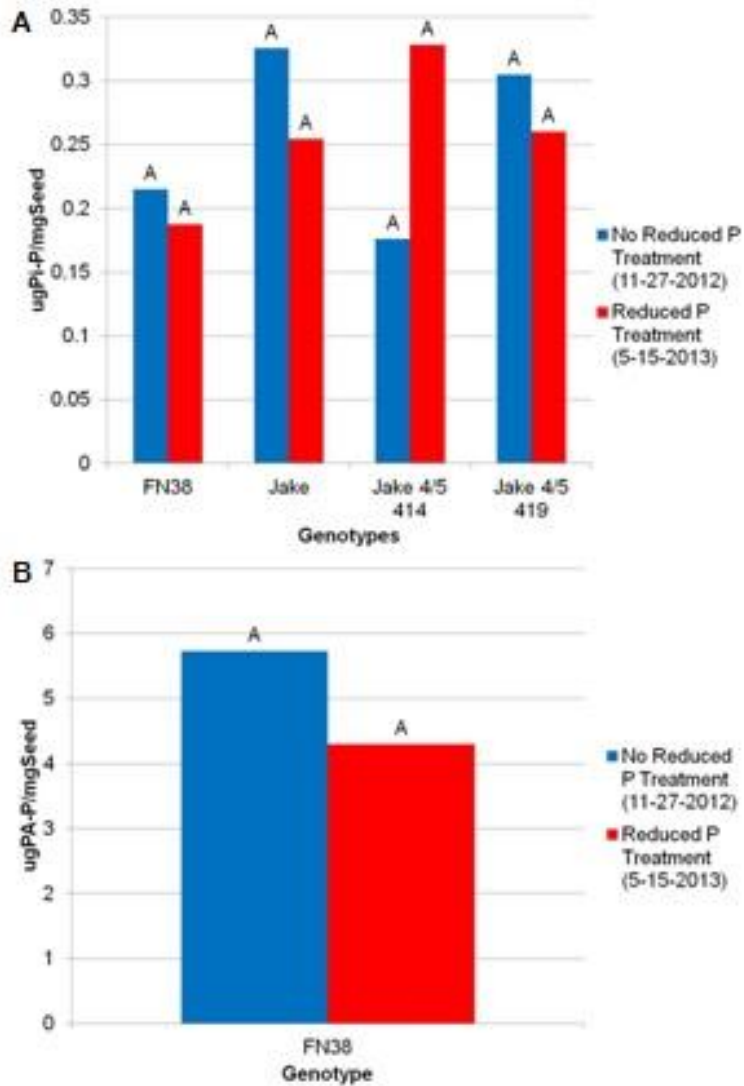 A
0.35
0.3
0.25
0.2
0.15
0.1
0.05
0
ugPi-P/mgSeed
A
A
A
A
A
A
A
A
FN38
Jake
Jake 4/5
414
Jake 4/5
419
Genotypes
No Reduced P
Treatment
(11-27-2012)
Reduced P
Treatment
(5-15-2013)
B
7
6
5
4
3
2
1
0
ugPA-P/mgSeed
A
A
FN38
Genotype
No Reduced
P Treatment
(11-27-2012)
Reduced P
Treatment
(5-15-2013)